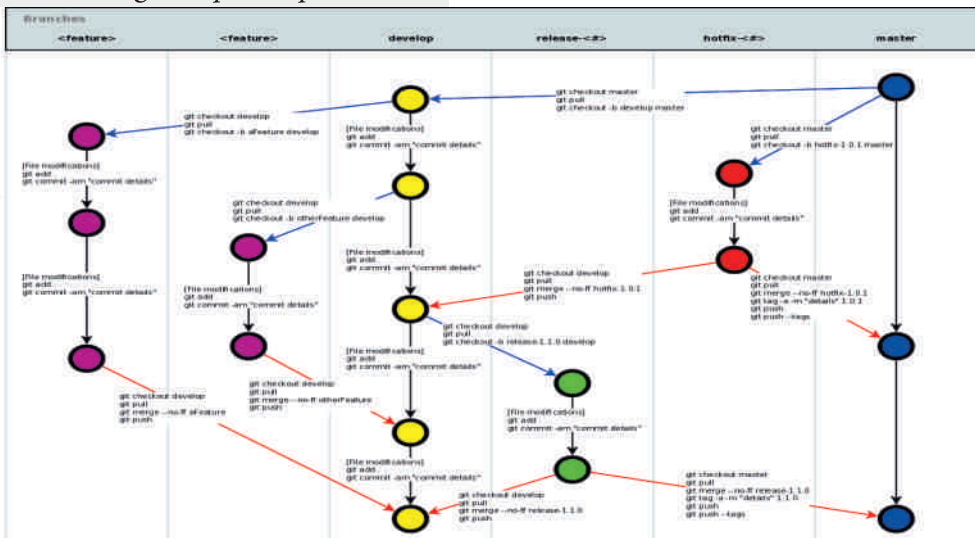 Branches
<feature>
<feature>
develop
release-<#>
hotfix-<#>
master
git checkout master
git pull
git checkout -b develop master
git checkout develop
git pull
git checkout -b aFeature develop
[File modifications]
git add
git commit -am "commit details"
git checkout master
git pull
git checkout -b hotfix-1.0.1 master
[File modifications]
git add
git commit -am "commit details"
git checkout develop
git pull
git checkout -b otherFeature develop
[File modifications]
git add
git commit -am "commit details"
[File modifications]
git add
git commit -am "commit details"
[File modifications]
git add
git commit -am "commit details"
[File modifications]
git add
git commit -am "commit details"
git checkout develop
git pull
git merge --no-ff hotfix-1.0.1
git push
git checkout master
git pull
git merge --no-ff hotfix-1.0.1
git tag -a -m "details" 1.0.1
git push
git push --tags
git checkout develop
git pull
git checkout -b release-1.1.0 develop
[File modifications]
git add
git commit -am "commit details"
git checkout develop
git pull
git merge --no-ff aFeature
git push
git checkout develop
git pull
git merge --no-ff otherFeature
git push
[File modifications]
git add
git commit -am "commit details"
[File modifications]
git add
git commit -am "commit details"
git checkout develop
git pull
git merge --no-ff release-1.1.0
git push
git checkout master
git pull
git merge --no-ff release-1.1.0
git tag -a -m "details" 1.1.0
git push
git push --tags